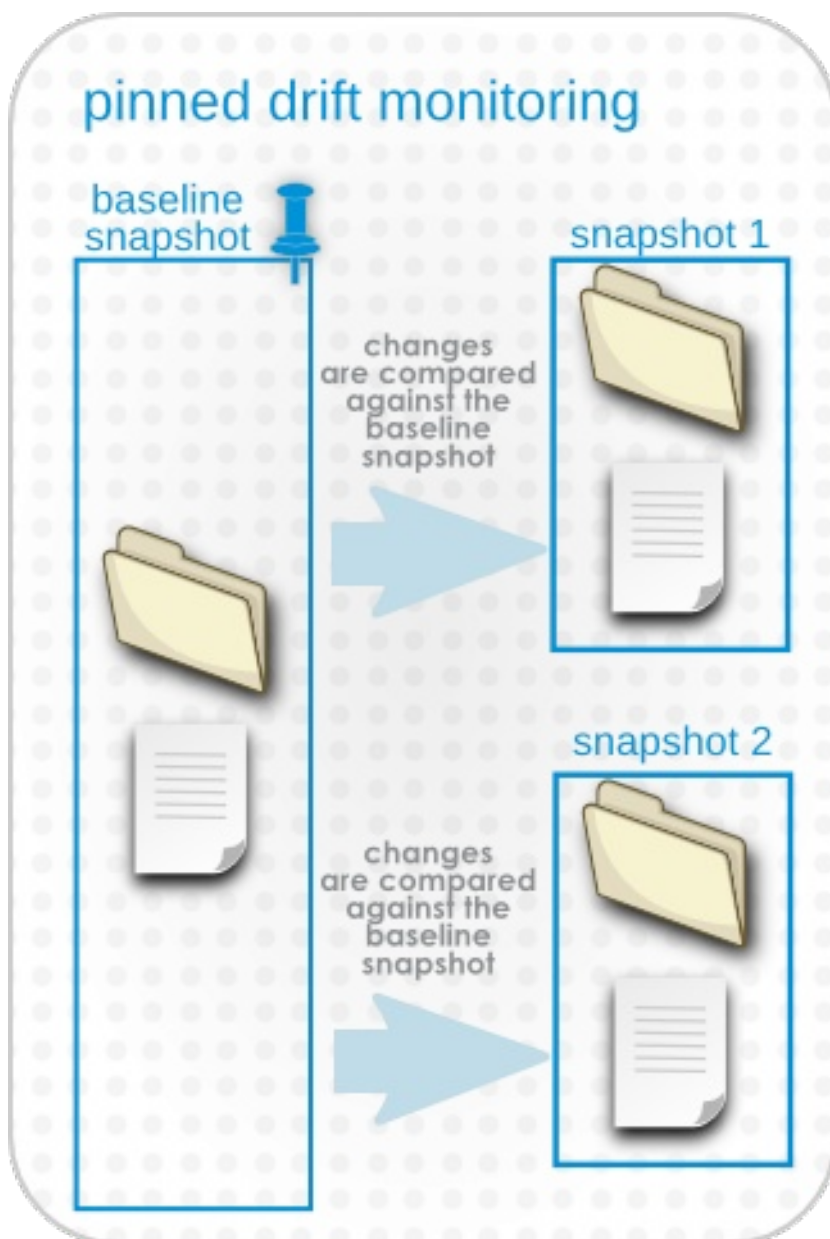 pinned drift monitoring
baseline
snapshot
snapshot 1
changes
are compared
against the
baseline
snapshot
snapshot 2
changes
are compared
against the
baseline
snapshot